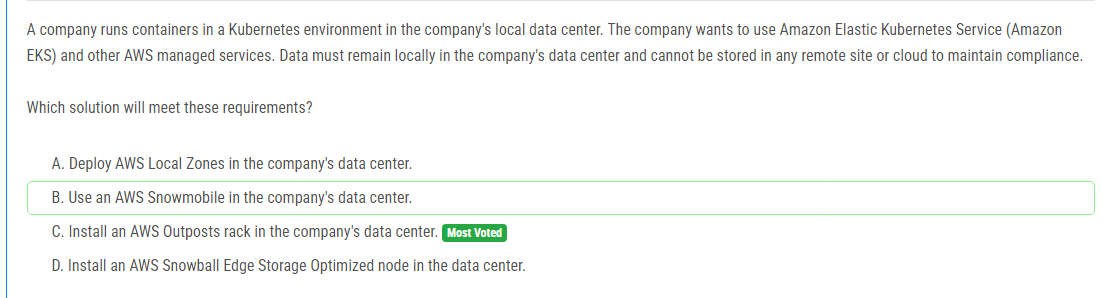 A company runs containers in a Kubernetes environment in the company's local data center. The company wants to use Amazon Elastic Kubernetes Service (Amazon
EKS) and other AWS managed services. Data must remain locally in the company's data center and cannot be stored in any remote site or cloud to maintain compliance.
Which solution will meet these requirements?
A. Deploy AWS Local Zones in the company's data center.
B. Use an AWS Snowmobile in the company's data center.
C. Install an AWS Outposts rack in the company's data center. Most Voted
D. Install an AWS Snowball Edge Storage Optimized node in the data center.